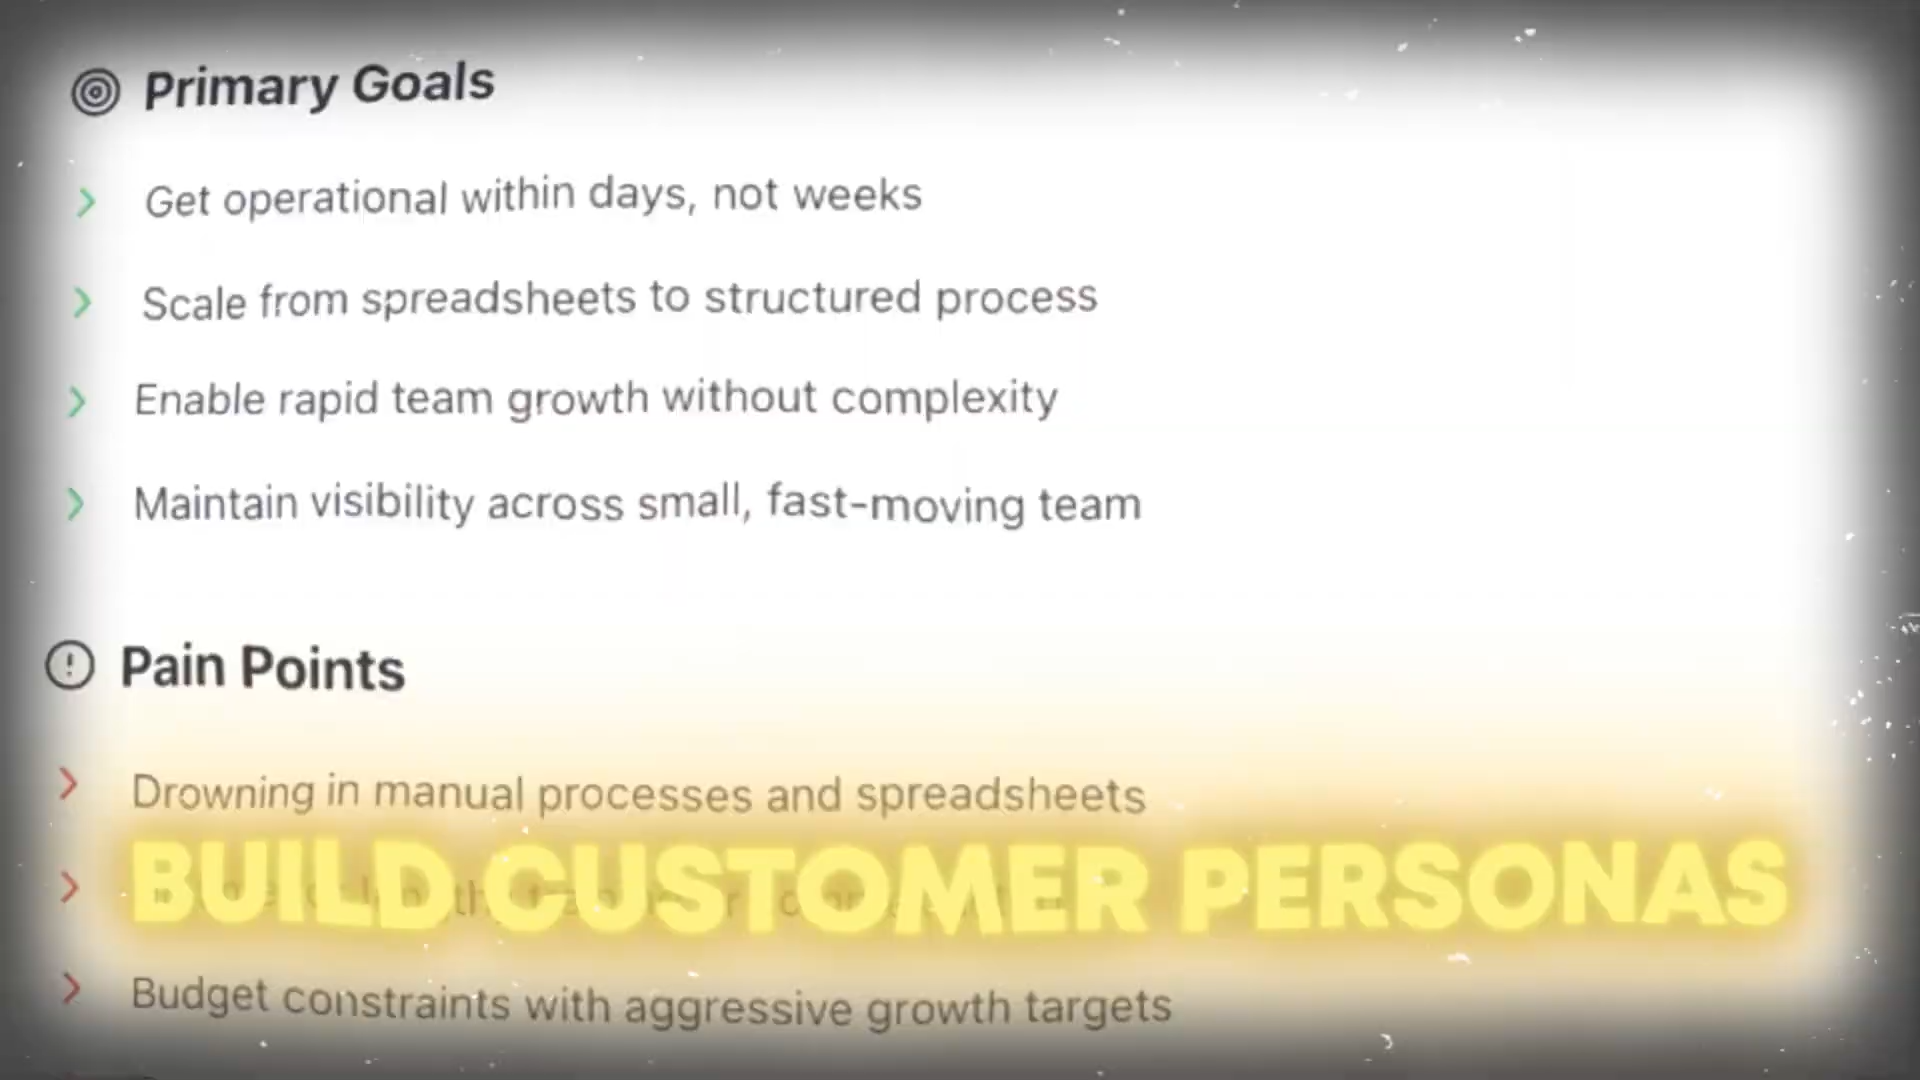 Primary Goals
Get operational within days, not weeks
Scale from spreadsheets to structured process
Enable rapid team growth without complexity
Maintain visibility across small, fast-moving team
Pain Points
Drowning in manual processes and spreadsheets
BUILD CUSTOMER PERSONAS
Budget constraints with aggressive growth targets